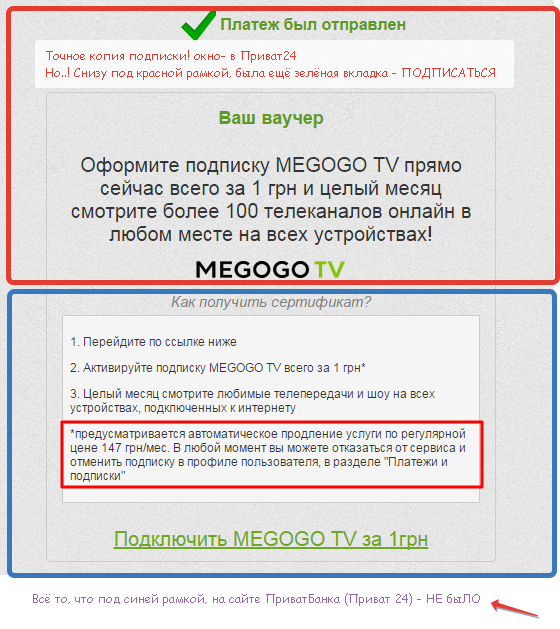 Платеж был отправлен
Точное копия подписки! окно- в Приват24
Но..! Снизу под красной рамкой, была ещё зелёная вкладка - ПОДПИСАТЬСЯ
Ваш ваучер
Оформите подписку MEGOGO TV прямо
сейчас всего за 1 грн и целый месяц
смотрите более 100 телеканалов онлайн в
любом месте на всех устройствах!
MEGOGO TV
Как получить сертификат?
1. Перейдите по ссылке ниже
2. Активируйте подписку MEGOGO TV всего за 1 грн*
3. Целый месяц смотрите любимые телепередачи и шоу на всех
устройствах, подключенных к интернету
*предусматривается автоматическое продление услуги по регулярной
цене 147 грн/мес. В любой момент вы можете отказаться от сервиса и
отменить подписку в профиле пользователя, в разделе "Платежи и
подписки"
Подключить MEGOGO TV за 1грн
Всё то, что под синей рамкой, на сайте ПриватБанка (Приват 24) - НЕ быЛО